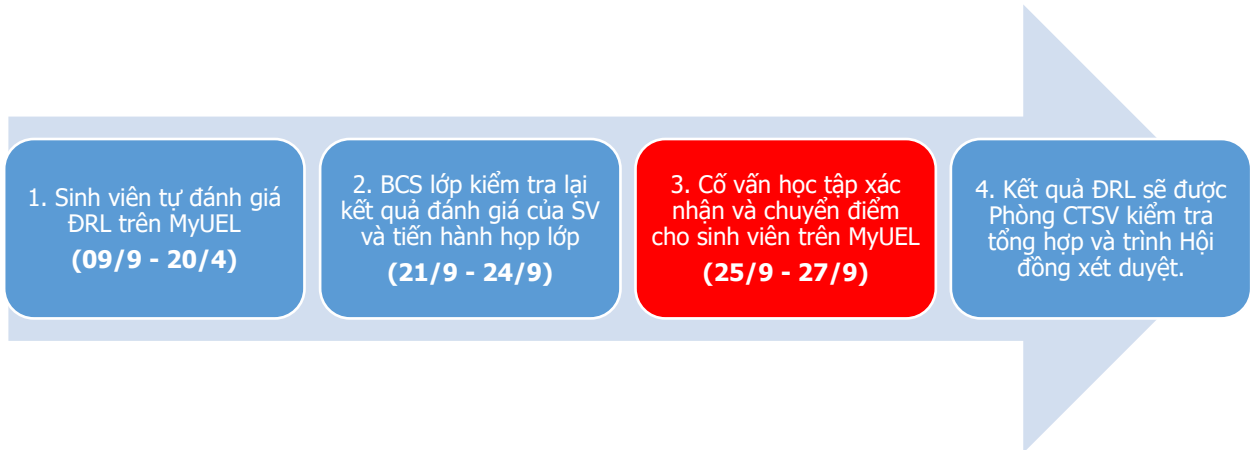 1. Sinh viên tự đánh giá
ĐRL trên MyUEL
(09/9 - 20/4)
2. BCS lớp kiểm tra lại
kết quả đánh giá của SV
và tiến hành họp lớp
(21/9 - 24/9)
3. Cố vấn học tập xác
nhận và chuyển điểm
cho sinh viên trên MyUEL
(25/9 - 27/9)
4. Kết quả ĐRL sẽ được
Phòng CTSV kiểm tra
tổng hợp và trình Hội
đồng xét duyệt.